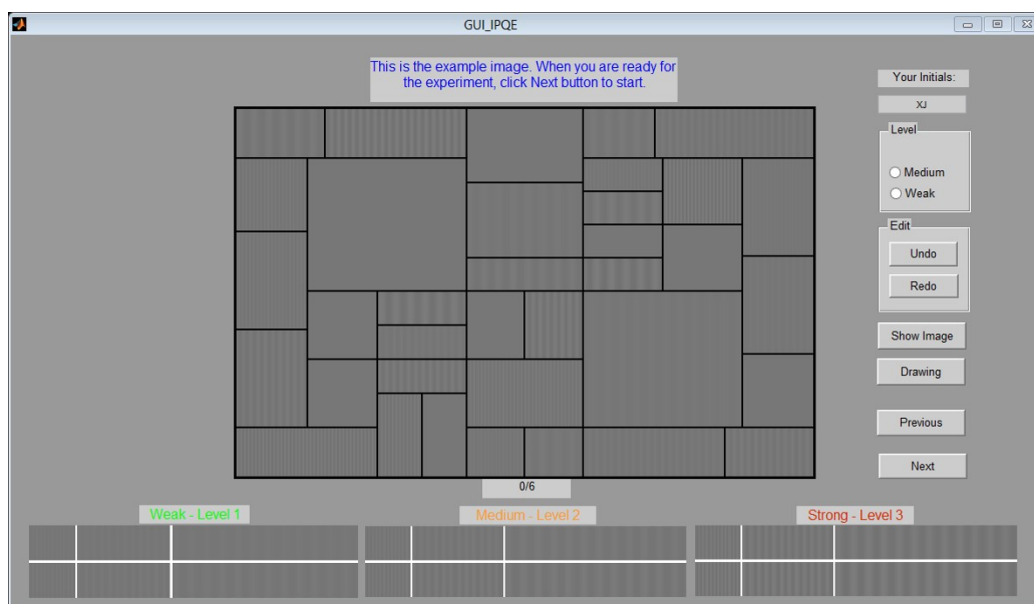 GUI_IPQE
This is the example image. When you are ready for
the experiment, click Next button to start.
Your Initials:
XJ
Level
Medium
Weak
Edit
Undo
Redo
Show Image
Drawing
Previous
Next
0/6
Weak - Level 1
Medium - Level 2
Strong - Level 3